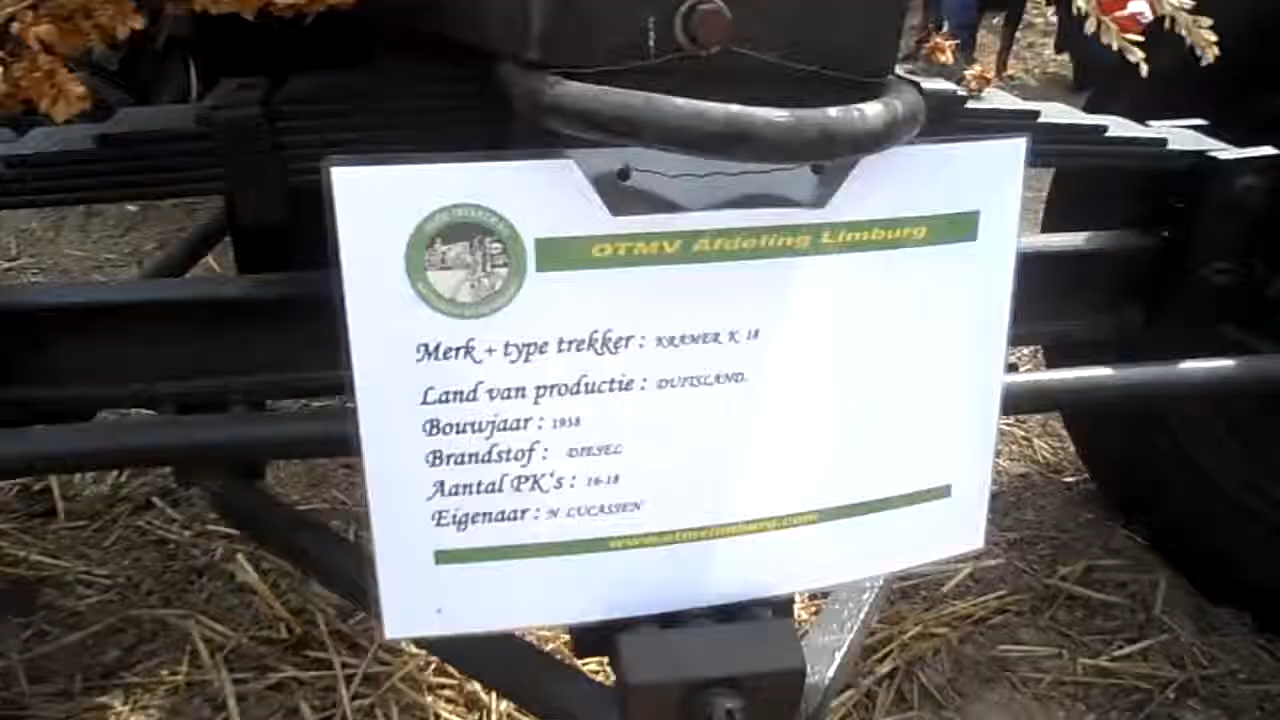 OTMV Afdeling Limburg
Merk + type trekker : KRAMER K 18
Land van productie : DUITSLAND.
Bouwjaar : 1938
Brandstof : DIESEL
Aantal PK's : 16-18
Eigenaar : N LUCASSEN
www.otmvlimburg.com